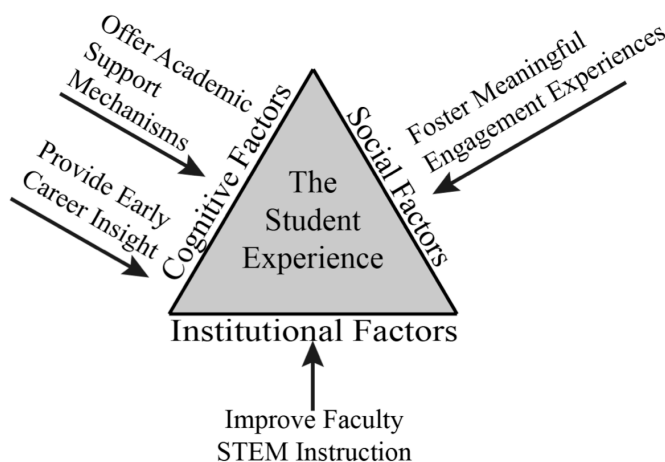 Offer Academic
Support
Mechanisms
Provide Early
Career Insight
Cognitive Factors
The
Student
Experience
Social Factors
Foster Meaningful
Engagement Experiences
Institutional Factors
Improve Faculty
STEM Instruction